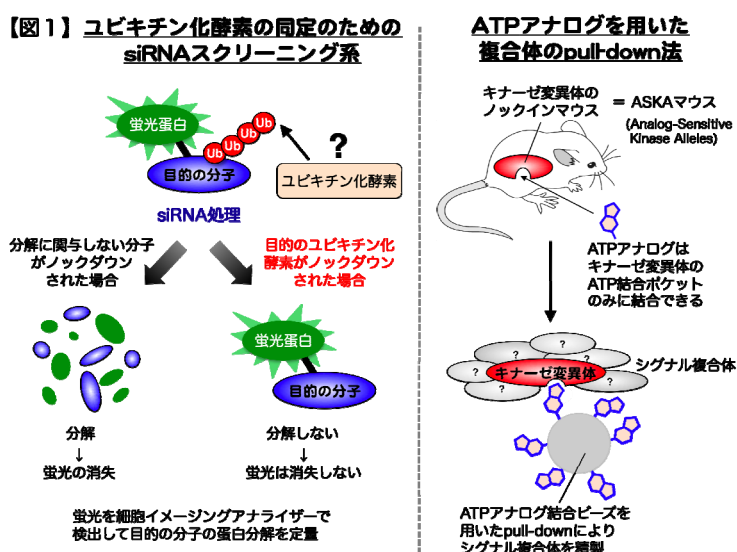 【図1】ユビキチン化酵素の同定のための
siRNAスクリーニング系
蛍光蛋白
Ub
Ub
Ub
Ub
?
目的の分子
ユビキチン化酵素
siRNA処理
分解に関与しない分子
がノックダウン
された場合
目的のユビキチン化
酵素がノックダウン
された場合
蛍光蛋白
目的の分子
分解
↓
蛍光の消失
分解しない
↓
蛍光は消失しない
蛍光を細胞イメージングアナライザーで
検出して目的の分子の蛋白分解を定量
ATPアナログを用いた
複合体のpull-down法
キナーゼ変異体の
ノックインマウス
= ASKAマウス
(Analog-Sensitive
Kinase Alleles)
ATPアナログは
キナーゼ変異体の
ATP結合ポケット
のみに結合できる
?
?
?
?
?
?
キナーゼ変異体
シグナル複合体
ATPアナログ結合ビーズを
用いたpull-downにより
シグナル複合体を精製